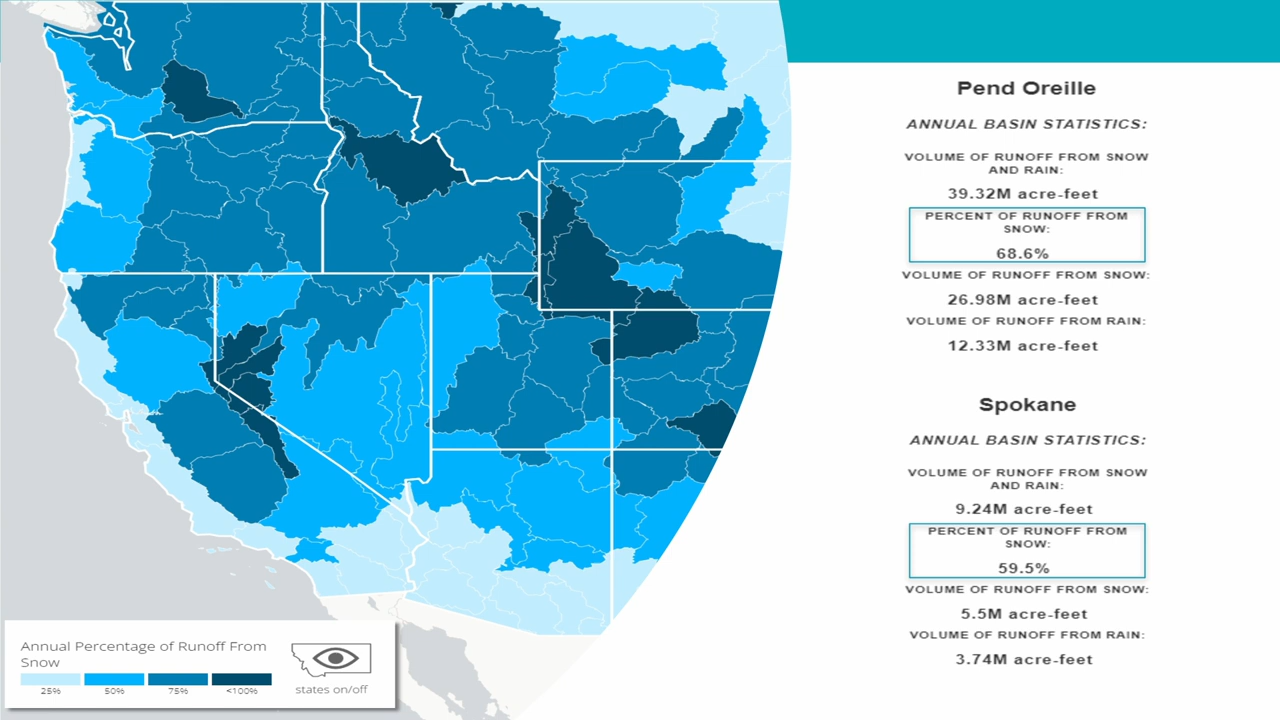 Pend Oreille
ANNUAL BASIN STATISTICS:
VOLUME OF RUNOFF FROM SNOW
AND RAIN:
39.32M acre-feet
PERCENT OF RUNOFF FROM
SNOW:
68.6%
VOLUME OF RUNOFF FROM SNOW:
26.98M acre-feet
VOLUME OF RUNOFF FROM RAIN:
12.33M acre-feet
Spokane
ANNUAL BASIN STATISTICS:
VOLUME OF RUNOFF FROM SNOW
AND RAIN:
9.24M acre-feet
PERCENT OF RUNOFF FROM
SNOW:
59.5%
VOLUME OF RUNOFF FROM SNOW:
5.5M acre-feet
VOLUME OF RUNOFF FROM RAIN:
3.74M acre-feet
Annual Percentage of Runoff From
Snow
25% 50% 75% <100%
states on/off